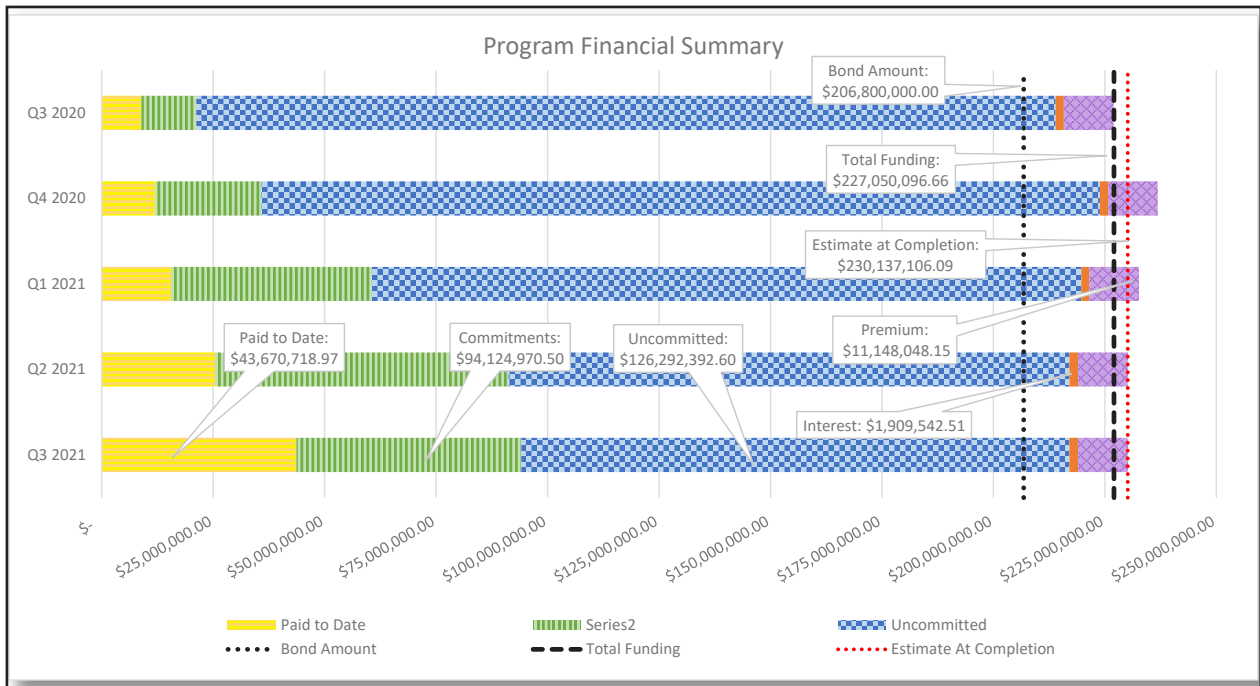 Program Financial Summary
Bond Amount:
$206,800,000.00
Q3 2020
Total Funding:
$227,050,096.66
Q4 2020
Estimate at Completion:
$230,137,106.09
Q1 2021
Premium:
$11,148,048.15
Paid to Date:
$43,670,718.97
Commitments:
$94,124,970.50
Uncommitted:
$126,292,392.60
Q2 2021
Interest: $1,909,542.51
Q3 2021
$-
$25,000,000.00
$50,000,000.00
$75,000,000.00
$100,000,000.00
$125,000,000.00
$150,000,000.00
$175,000,000.00
$200,000,000.00
$225,000,000.00
$250,000,000.00
Paid to Date
Series2
Uncommitted
Bond Amount
Total Funding
Estimate At Completion